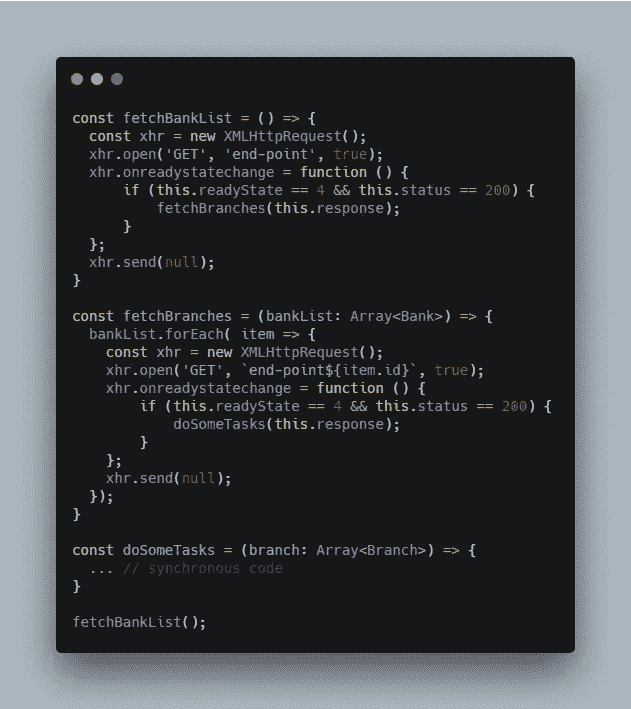 const fetchBankList = () => {
  const xhr = new XMLHttpRequest();
  xhr.open('GET', 'end-point', true);
  xhr.onreadystatechange = function () {
      if (this.readyState == 4 && this.status == 200) {
          fetchBranches(this.response);
      }
  };
  xhr.send(null);
}

const fetchBranches = (bankList: Array<Bank>) => {
  bankList.forEach( item => {
    const xhr = new XMLHttpRequest();
    xhr.open('GET', `end-point${item.id}`, true);
    xhr.onreadystatechange = function () {
        if (this.readyState == 4 && this.status == 200) {
            doSomeTasks(this.response);
        }
    };
    xhr.send(null);
  });
}

const doSomeTasks = (branch: Array<Branch>) => {
  ... // synchronous code
}

fetchBankList();